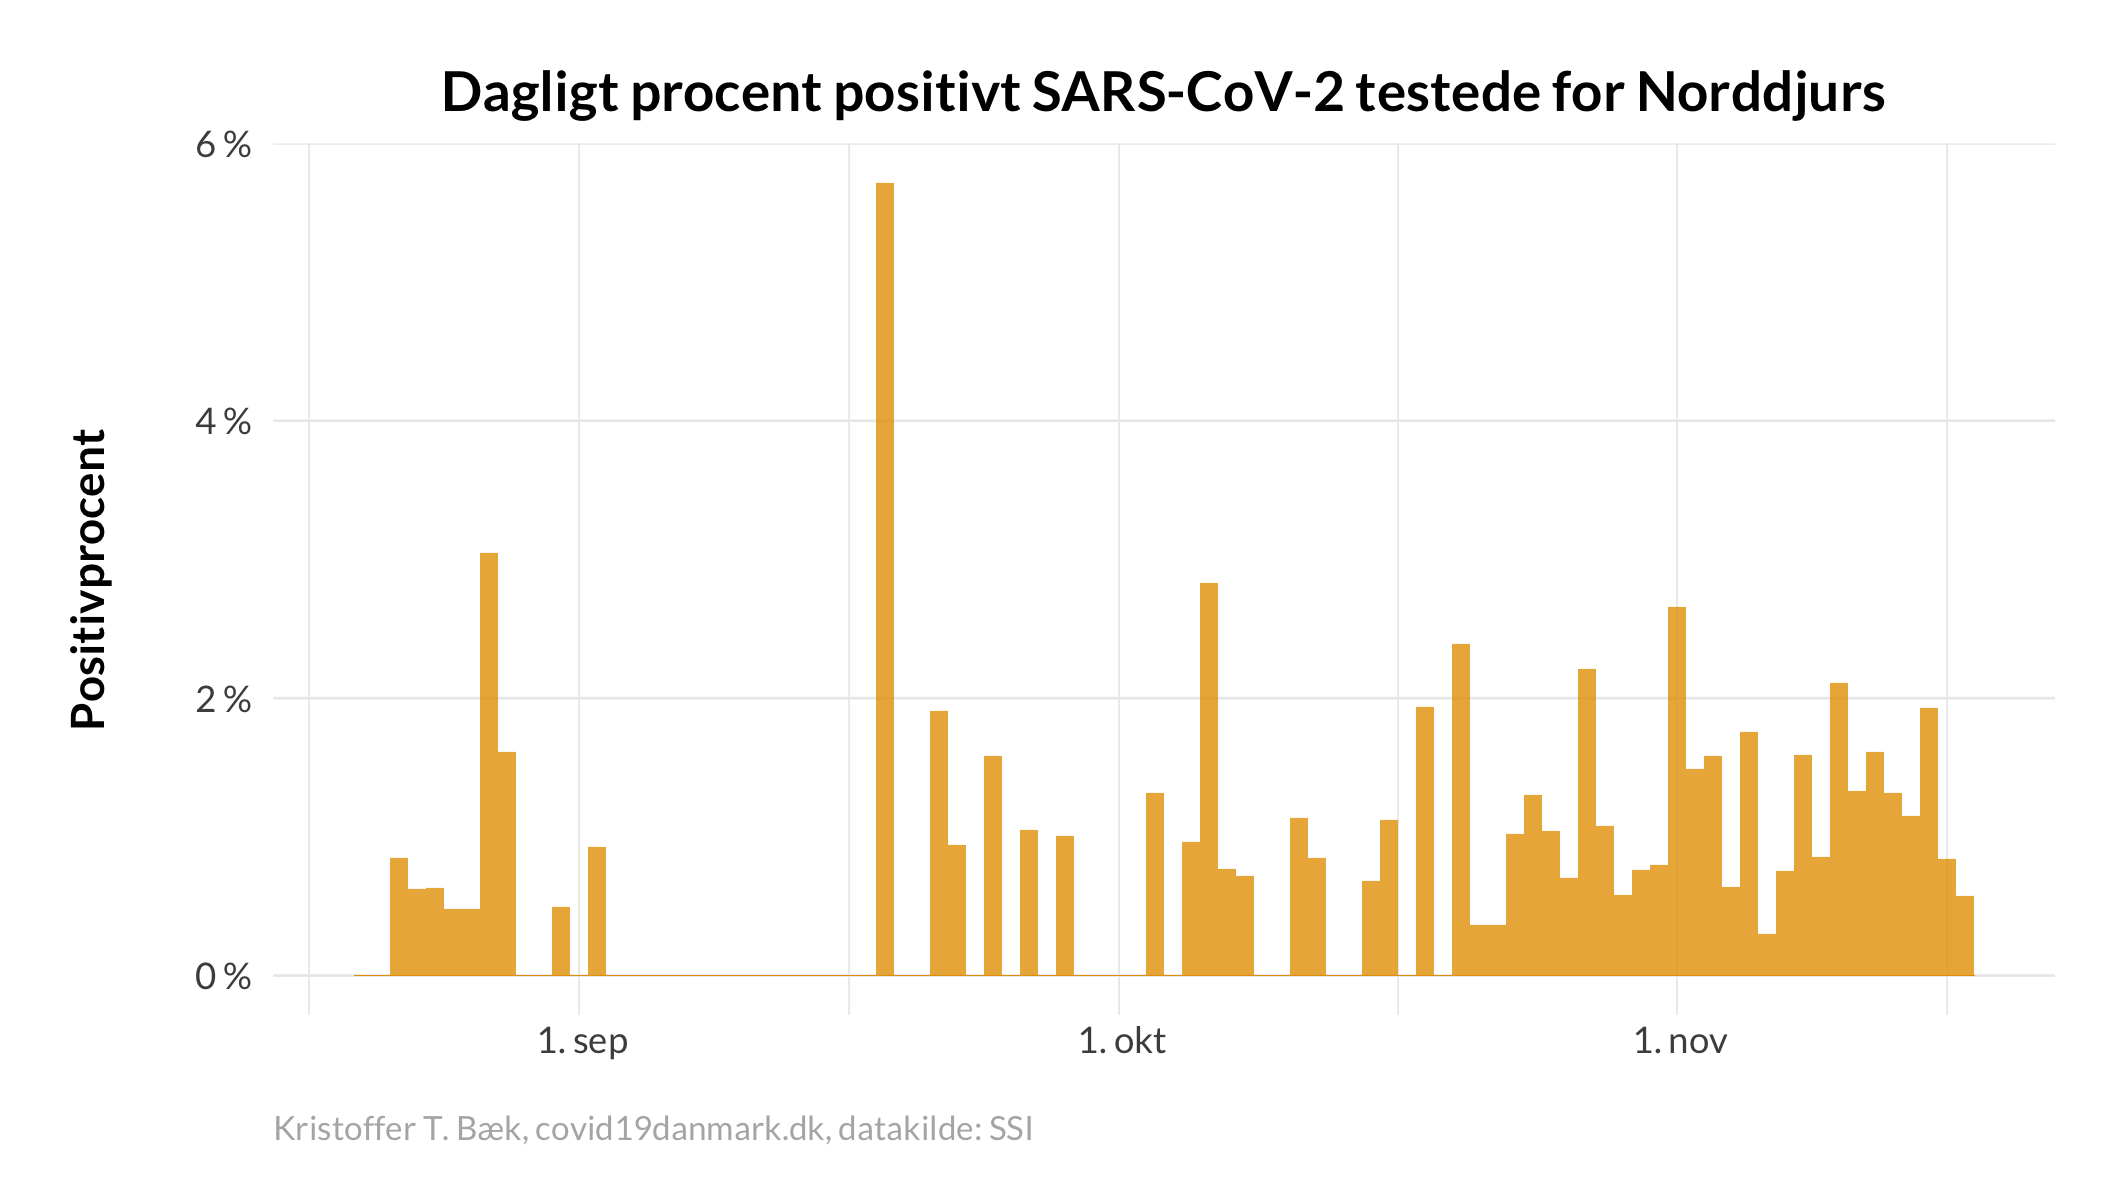 Dagligt procent positivt SARS-CoV-2 testede for Norddjurs
Positivprocent
6 %
4 %
2 %
0 %
1. sep
1. okt
1. nov
Kristoffer T. Bæk, covid19danmark.dk, datakilde: SSI